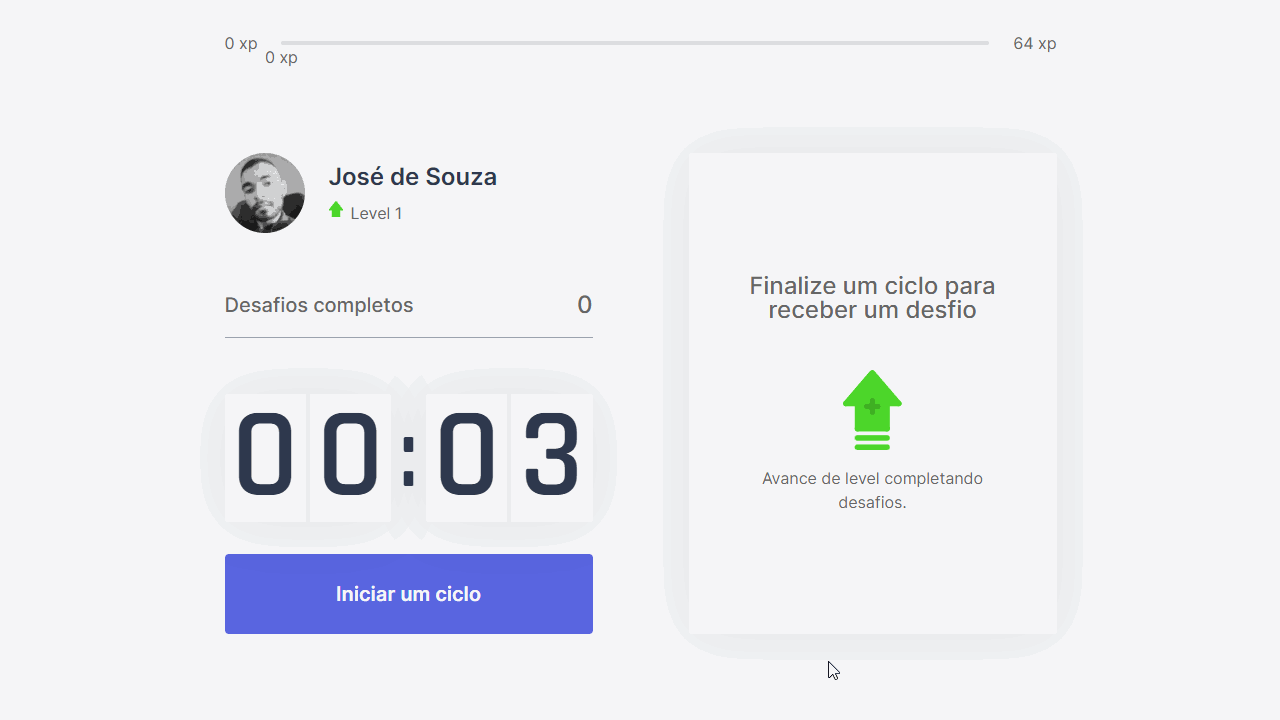 0 xp
64 xp
0 xp
José de Souza
Level 1
Desafios completos
0
00:03
Iniciar um ciclo
Finalize um ciclo para
receber um desfio
Avance de level completando
desafios.